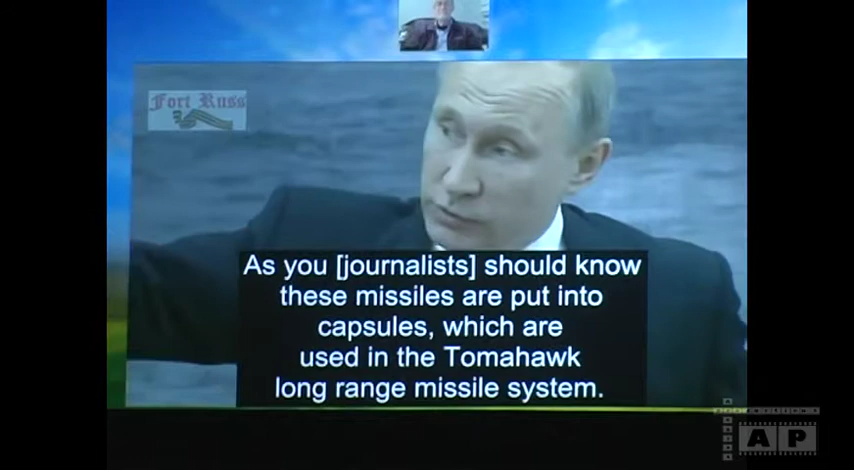 Fort Russ
As you [journalists] should know
these missiles are put into
capsules, which are
used in the Tomahawk
long range missile system.
AP